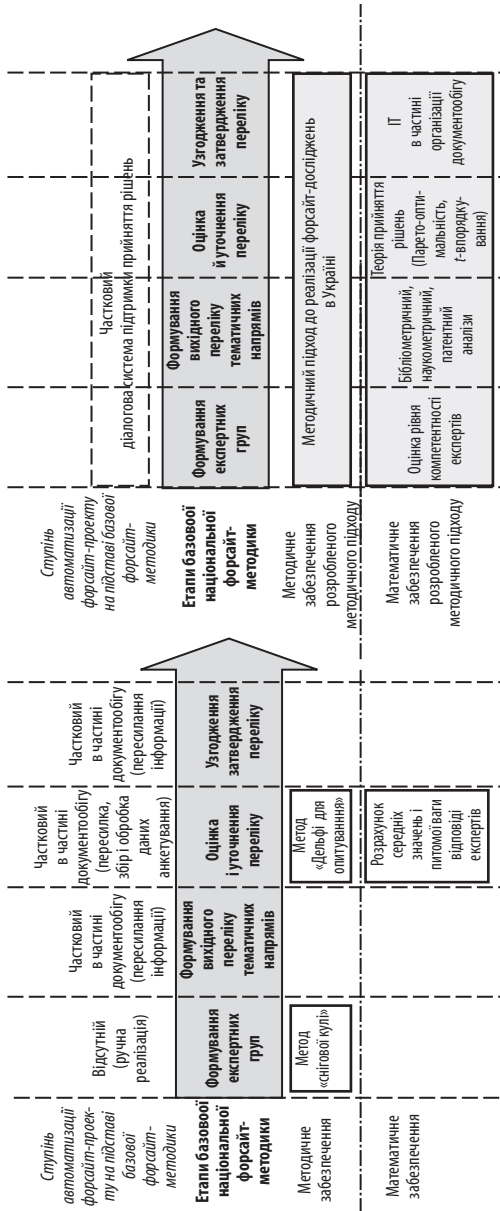 Ступінь
автоматизації
форсайт-проек-
ту на підставі
базової
форсайт-
методики
Відсутній
(ручна
реалізація)
Частковий
в частині
документообігу
(пересилання
інформації)
Частковий
в частині
документообігу
(пересилка,
збір і обробка
даних
анкетування)
Частковий
в частині
документообігу
(пересилання
інформації)
Етапи базової
національної
форсайт-
методики
Формування
експертних
груп
Формування
вихідного
переліку
тематичних
напрямів
Оцінка
і уточнення
переліку
Узгодження
затвердження
переліку
Методичне
забезпечення
Метод
«снігової кулі»
Метод
«Дельфі для
опитування»
Математичне
забезпечення
Розрахунок
середніх
значень і
питомої ваги
відповіді
експертів
Ступінь
автоматизації
форсайт-проекту
на підставі базової
форсайт-
методики
Частковий
діалогова система підтримки прийняття рішень
Етапи базовоої
національної
форсайт-
методики
Формування
експертних
груп
Формування
вихідного
переліку
тематичних
напрямів
Оцінка
й уточнення
переліку
Узгодження та
затвердження
переліку
Методичне
забезпечення
розробленого
методичного підходу
Методичний підход до реалізації форсайт-досліджень
в Україні
Математичне
забезпечення
розробленого
методичного підходу
Оцінка рівня
компетентності
експертів
Бібліометричний,
наукометричний,
патентний
аналізи
Теорія прийняття
рішень
(Парето-опти-
мальність,
t-впорядку-
вання)
ІТ
в частині
організації
документообігу